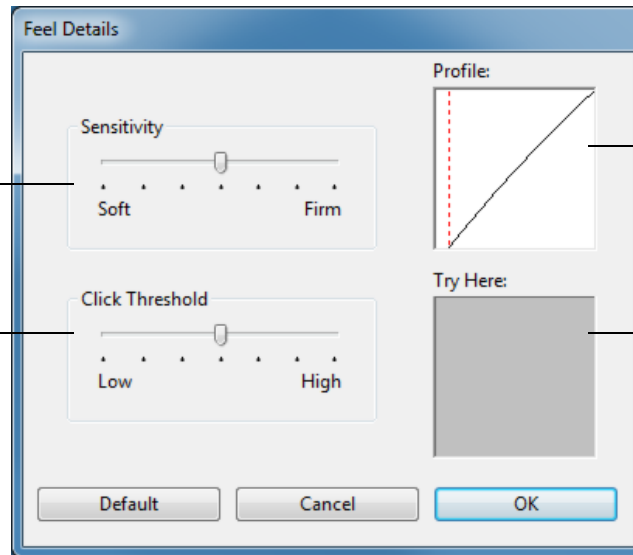 Feel Details
Profile:
Sensitivity
Soft Firm
Click Threshold
Low High
Try Here:
Default Cancel OK